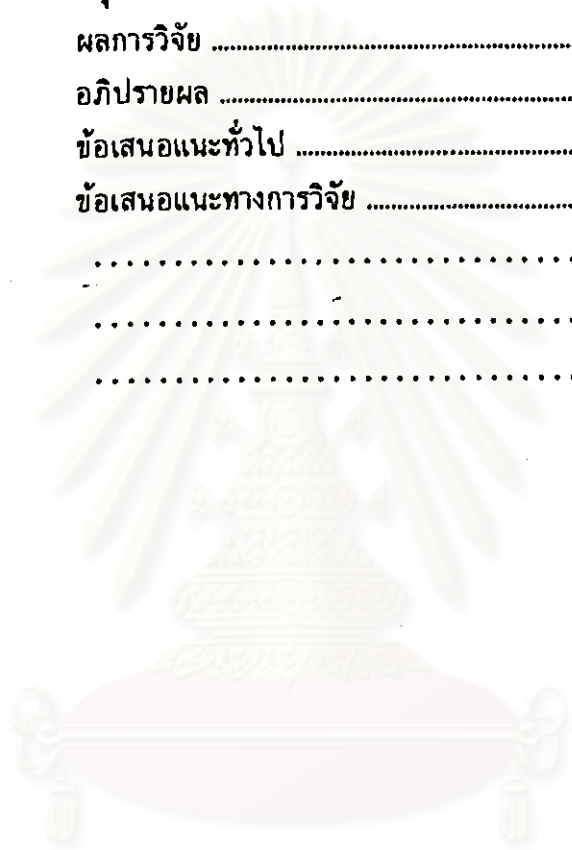 ผลการวิจัย ................................................
อภิปรายผล ................................................
ข้อเสนอแนะทั่วไป ....................................
ข้อเสนอแนะทางการวิจัย ...........................
. . . . . . . . . . . . . . . . . . . . . . . . . . . . . .
. . . . . . . . . . . . . . . . . . . . . . . . . . . . . .
. . . . . . . . . . . . . . . . . . . . . . . . . . . . . .